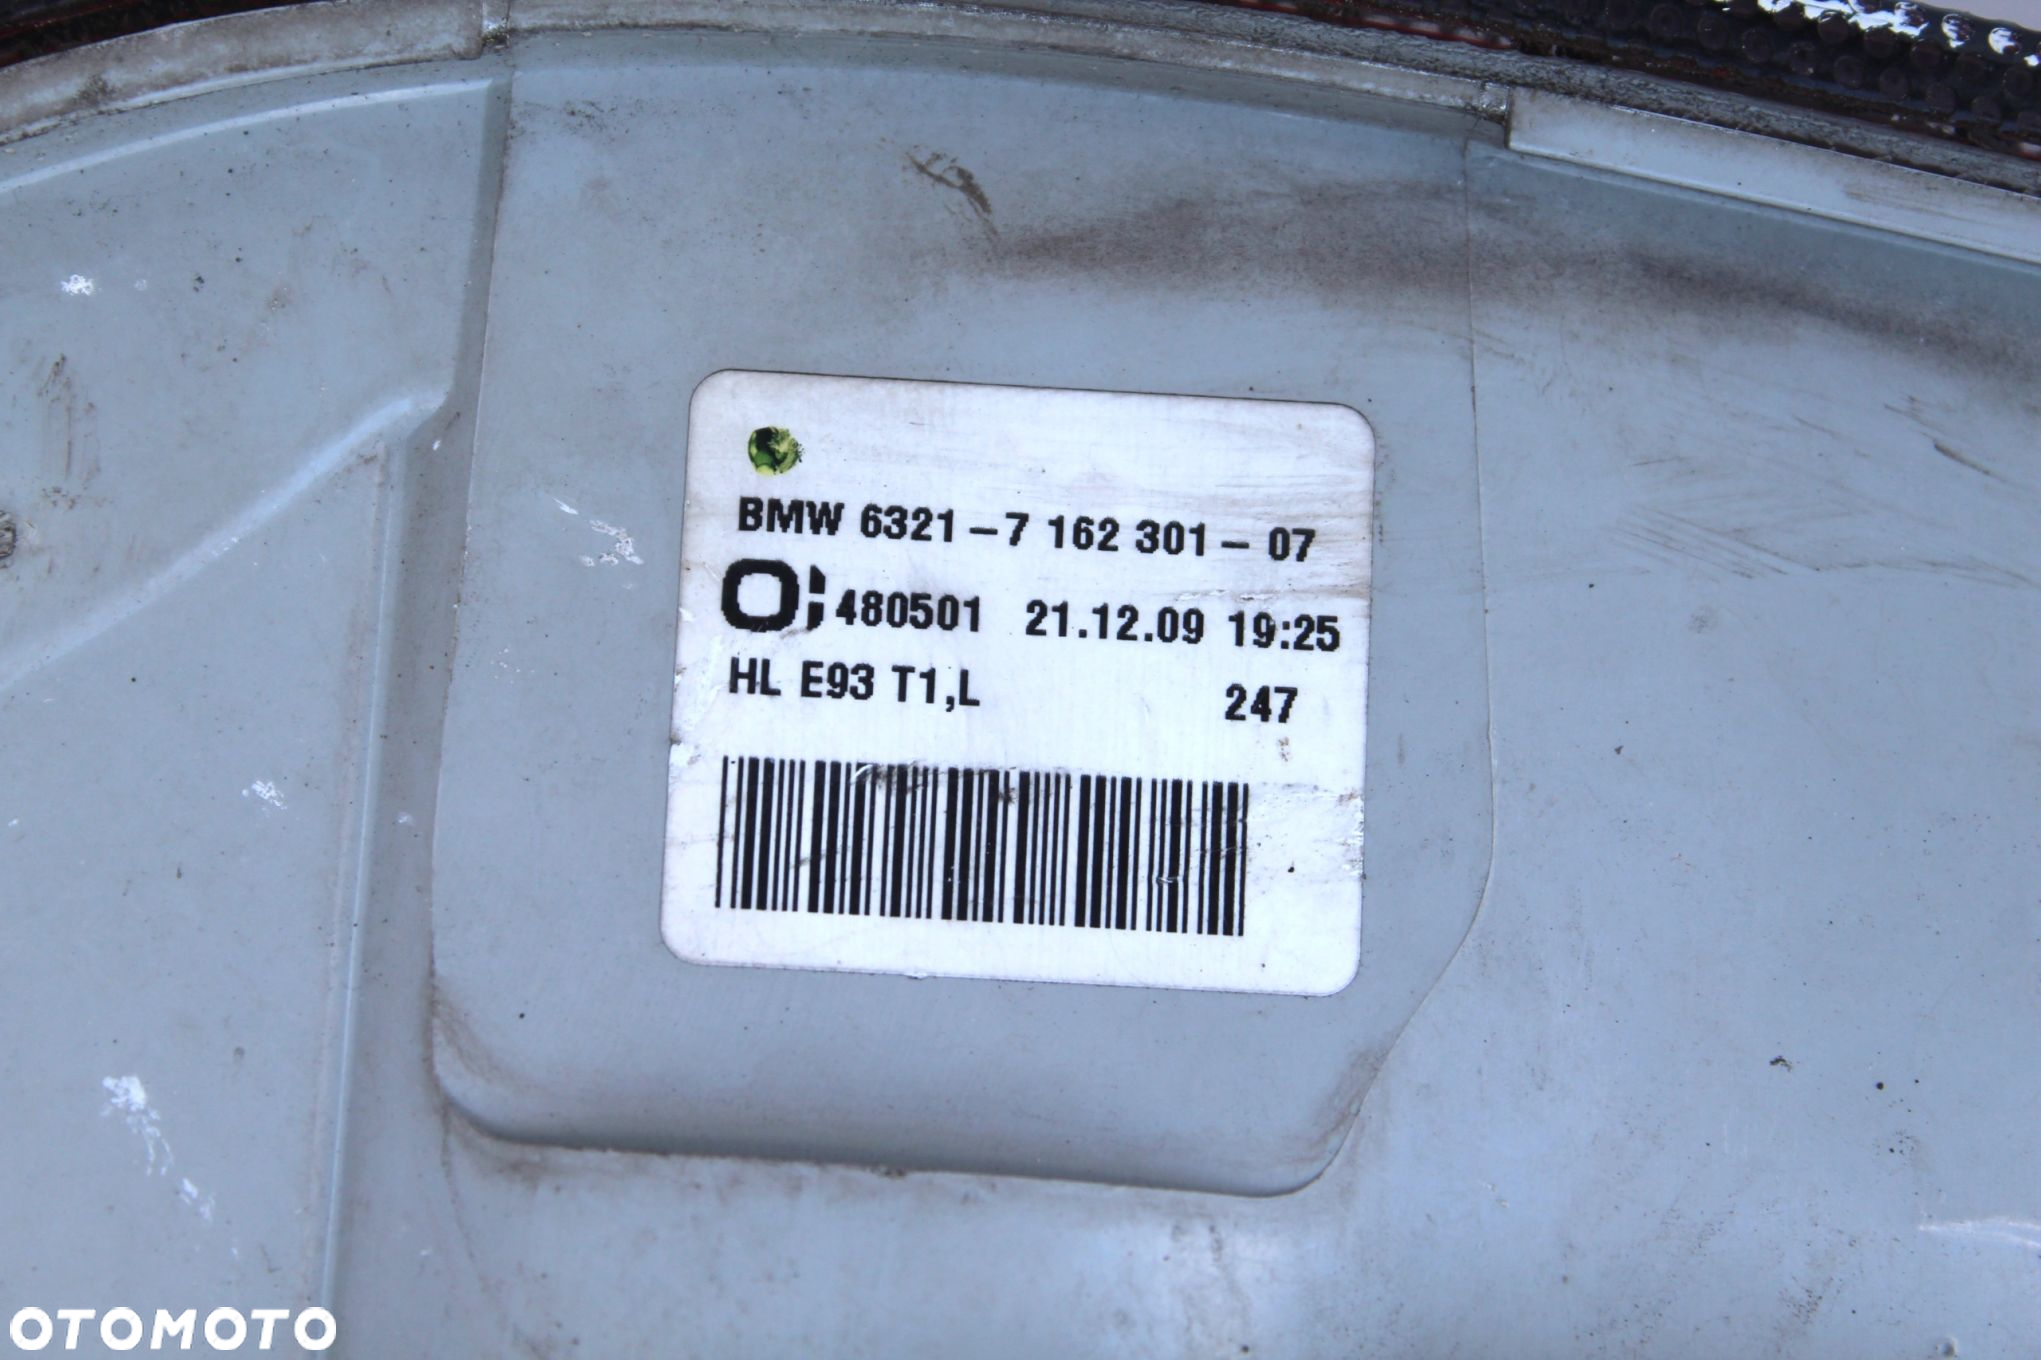 BMW 6321-7 162 301- 07
480501 21.12.09 19:25
HL E93 T1,L 247
OTOMOTO